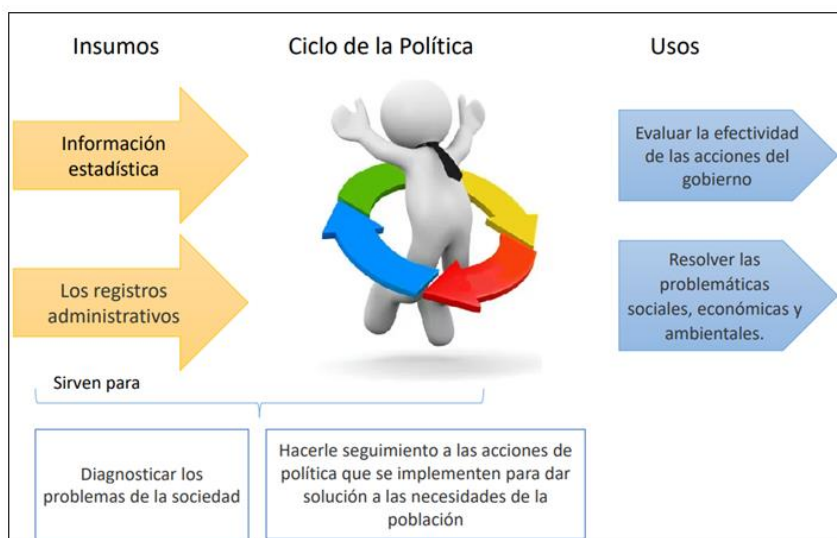 Insumos
Ciclo de la Política
Usos
Información
estadística
Los registros
administrativos
Evaluar la efectividad
de las acciones del
gobierno
Resolver las
problemáticas
sociales, económicas y
ambientales.
Sirven para
Diagnosticar los
problemas de la sociedad
Hacerle seguimiento a las acciones de
política que se implementen para dar
solución a las necesidades de la
población